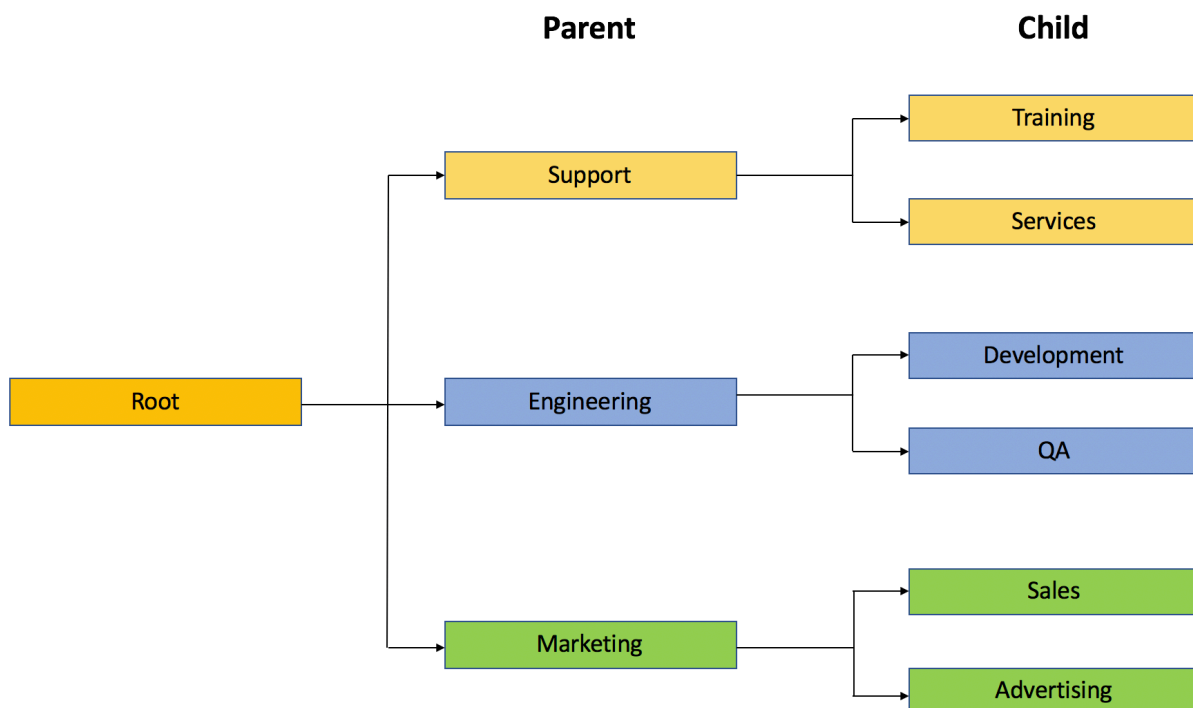 Parent
Child
Training
Support
Services
Development
Root
Engineering
QA
Sales
Marketing
Advertising